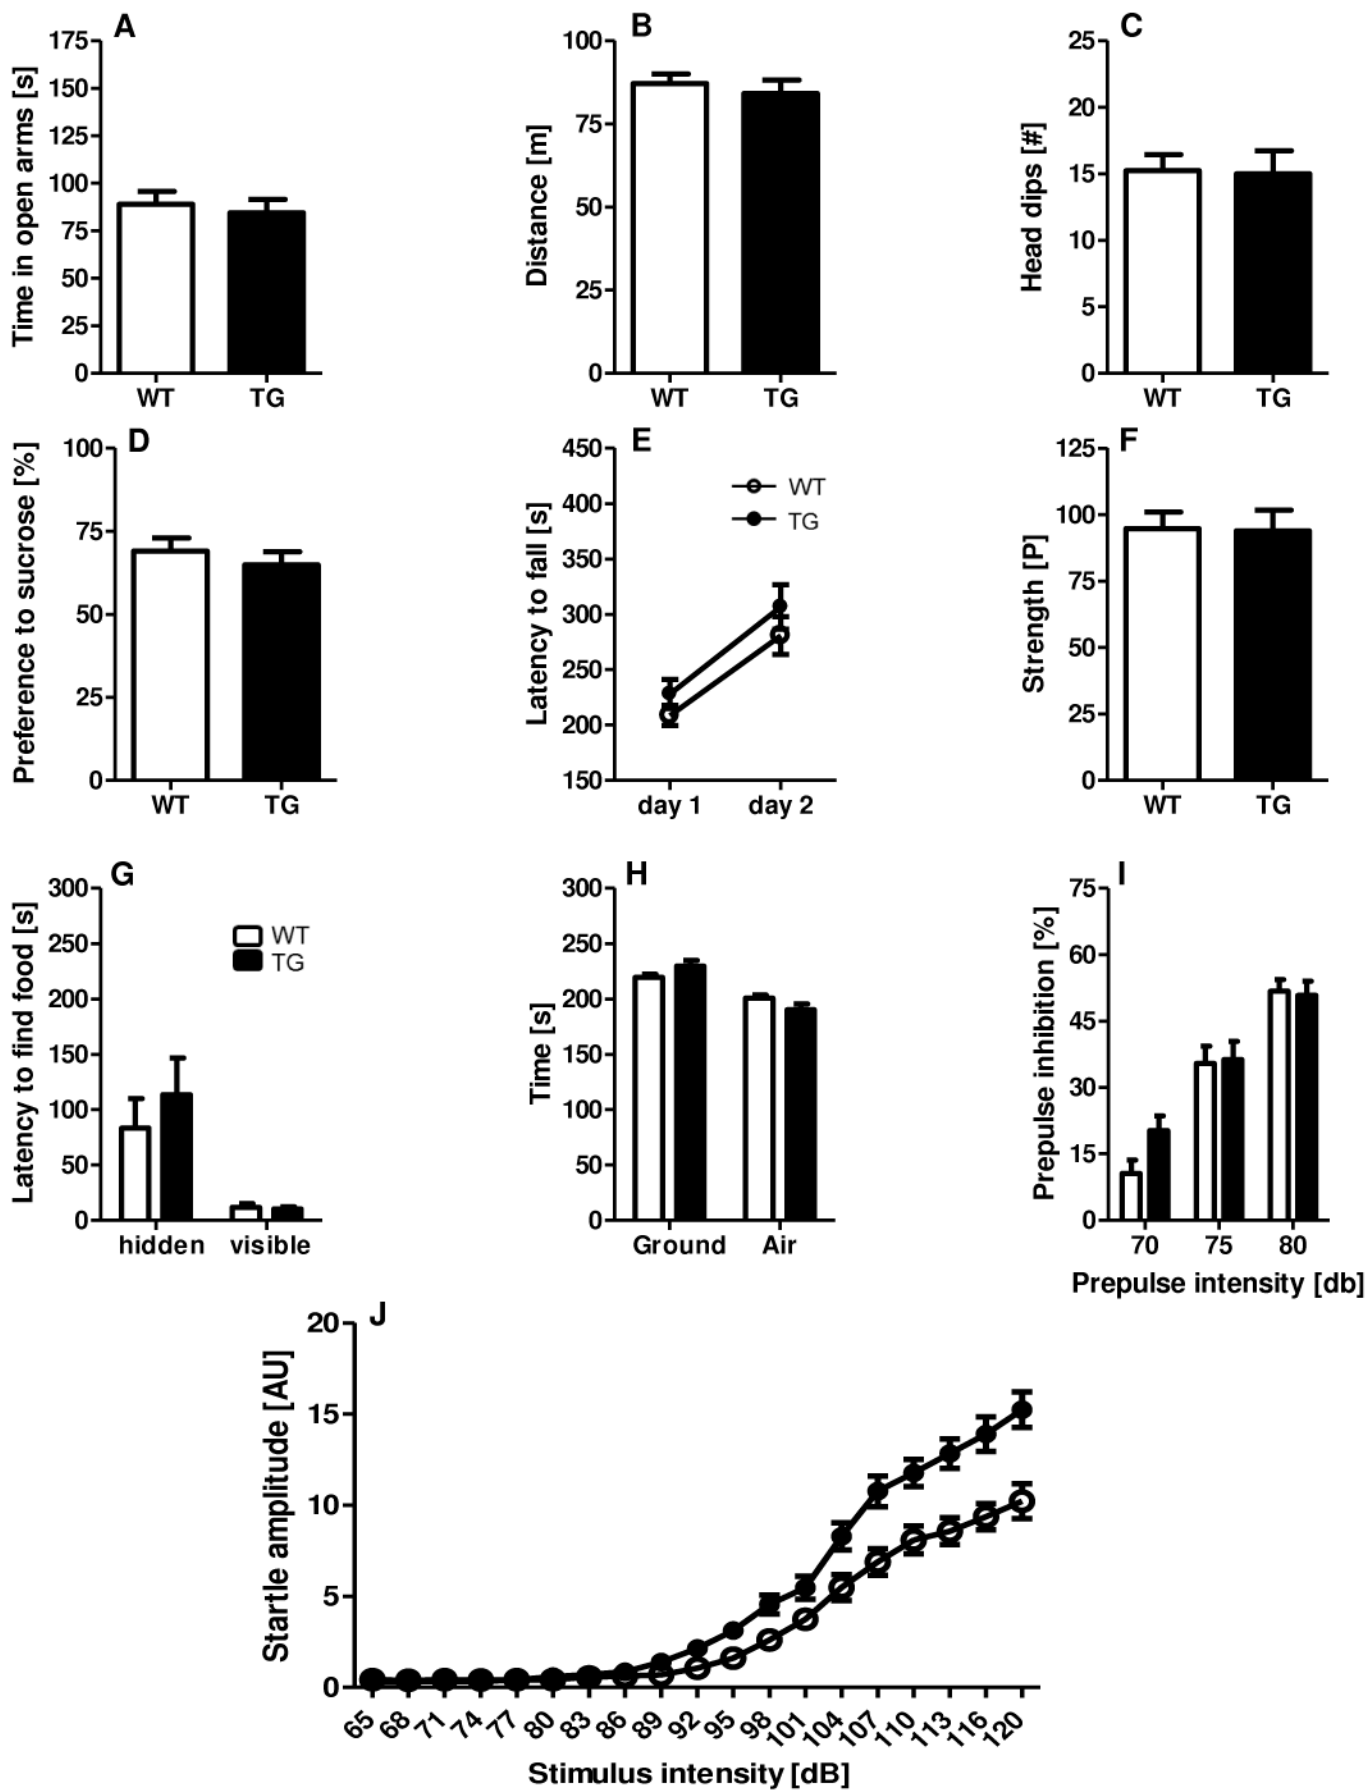 A
Time in open arms [s]
175
150
125
100
75
50
25
0
WT TG
B
Distance [m]
100
75
50
25
0
WT TG
C
Head dips [#]
25
20
15
10
5
0
WT TG
D
Preference to sucrose [%]
100
75
50
25
0
WT TG
E
Latency to fall [s]
450
400
350
300
250
200
150
WT
TG
day 1 day 2
F
Strength [P]
125
100
75
50
25
0
WT TG
G
Latency to find food [s]
300
250
200
150
100
50
0
WT
TG
hidden visible
H
Time [s]
300
250
200
150
100
50
0
Ground Air
I
Prepulse inhibition [%]
75
60
45
30
15
0
70 75 80
Prepulse intensity [db]
J
Startle amplitude [AU]
20
15
10
5
0
65 68 71 74 77 80 83 86 89 92 95 98 101 104 107 110 113 116 120
Stimulus intensity [dB]